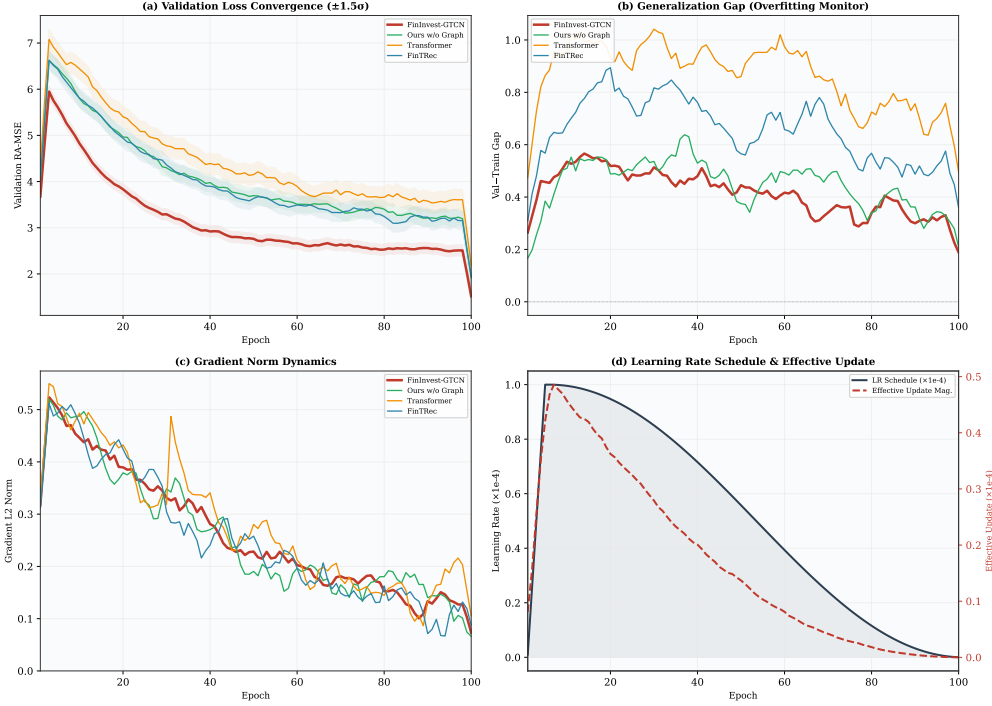 (a) Validation Loss Convergence (±1.5σ)
Validation RA-MSE
7
6
5
4
3
2
20
40
60
80
100
Epoch
FinInvest-GTCN
Ours w/o Graph
Transformer
FinTRec
(b) Generalization Gap (Overfitting Monitor)
Val−Train Gap
1.0
0.8
0.6
0.4
0.2
0.0
20
40
60
80
100
Epoch
FinInvest-GTCN
Ours w/o Graph
Transformer
FinTRec
(c) Gradient Norm Dynamics
Gradient L2 Norm
0.5
0.4
0.3
0.2
0.1
0.0
20
40
60
80
100
Epoch
FinInvest-GTCN
Ours w/o Graph
Transformer
FinTRec
(d) Learning Rate Schedule & Effective Update
Learning Rate (×1e-4)
1.0
0.8
0.6
0.4
0.2
0.0
20
40
60
80
100
Epoch
LR Schedule (×1e-4)
Effective Update Mag.
0.5
0.4
0.3
0.2
0.1
0.0
Effective Update (×1e-4)